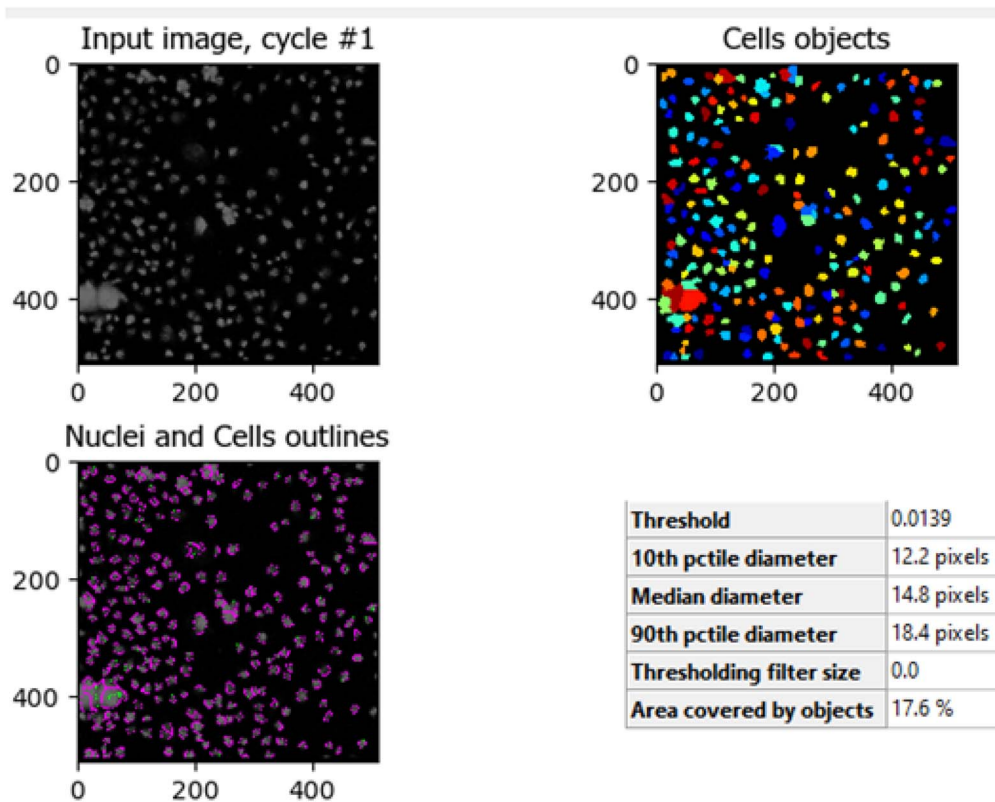 Input image, cycle #1
0
200
400
0 200 400
Cells objects
0
200
400
0 200 400
Nuclei and Cells outlines
0
200
400
0 200 400
Threshold 0.0139
10th pctile diameter 12.2 pixels
Median diameter 14.8 pixels
90th pctile diameter 18.4 pixels
Thresholding filter size 0.0
Area covered by objects 17.6 %